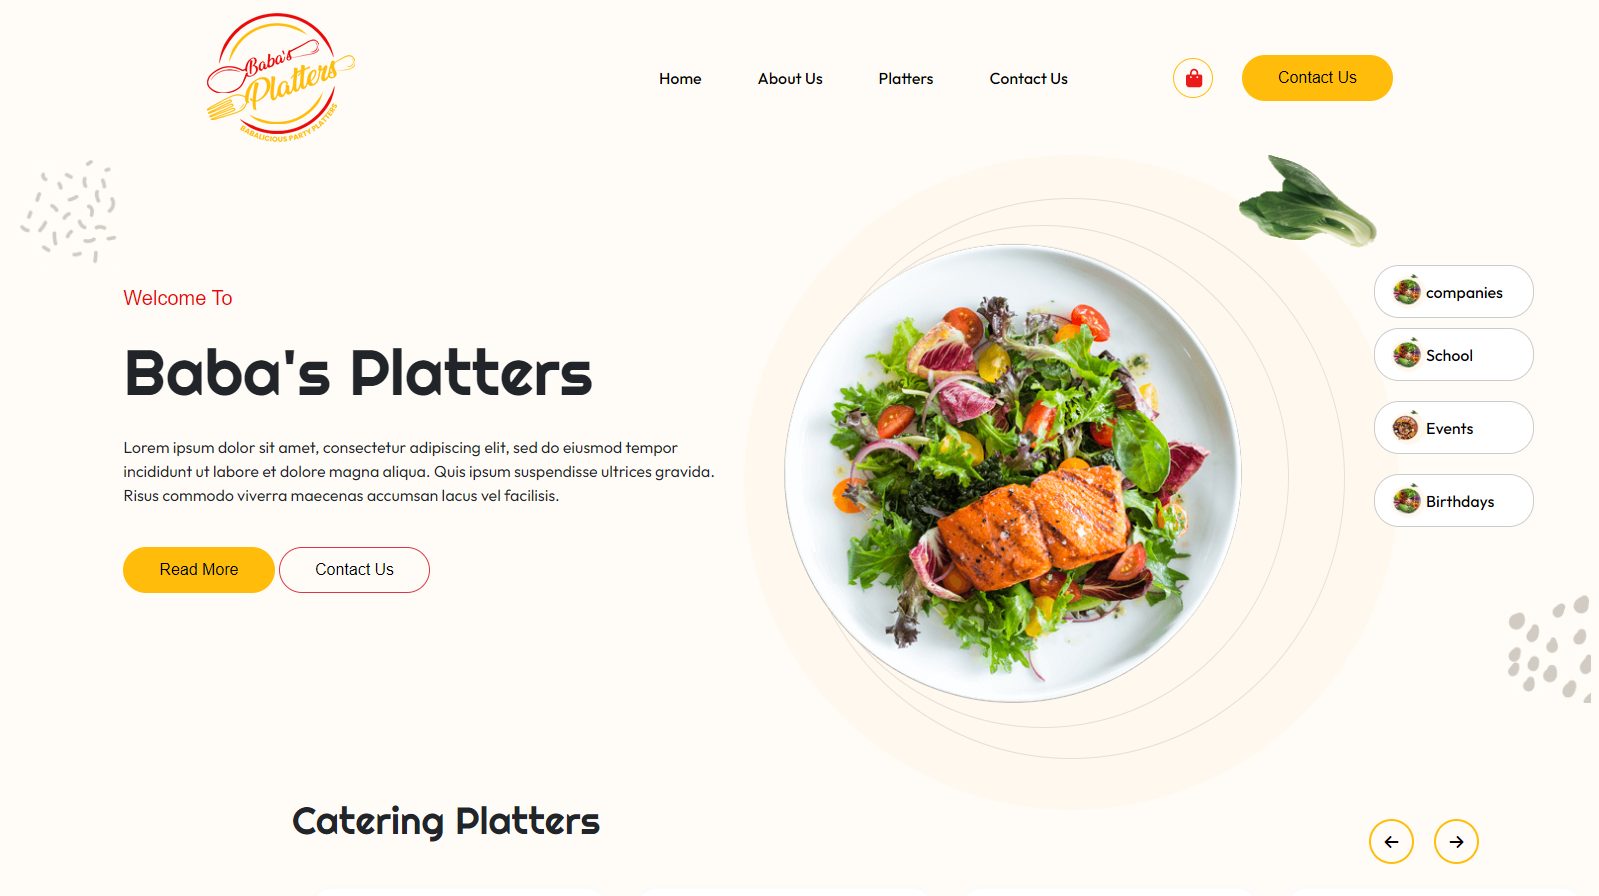 Baba's
Platters
BABALICIOUS PARTY PLATTERS
Home
About Us
Platters
Contact Us
Contact Us
Welcome To
Baba's Platters
Lorem ipsum dolor sit amet, consectetur adipiscing elit, sed do eiusmod tempor
incididunt ut labore et dolore magna aliqua. Quis ipsum suspendisse ultrices gravida.
Risus commodo viverra maecenas accumsan lacus vel facilisis.
Read More
Contact Us
companies
School
Events
Birthdays
Catering Platters